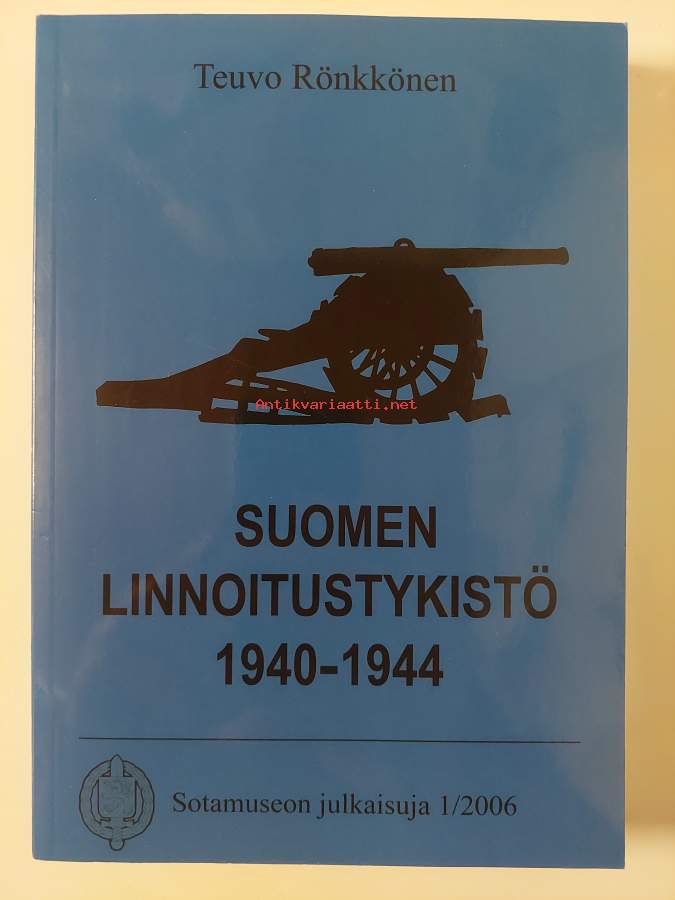 Teuvo Rönkkönen
Antikvariaatti.net
SUOMEN
LINNOITUSTYKISTÖ
1940-1944
Sotamuseon julkaisuja 1/2006